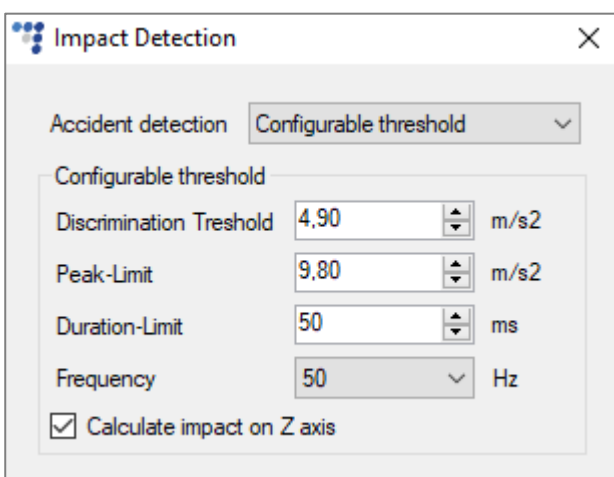 Impact Detection
Accident detection Configurable threshold
Configurable threshold
Discrimination Treshold 4,90 m/s2
Peak-Limit 9,80 m/s2
Duration-Limit 50 ms
Frequency 50 Hz
Calculate impact on Z axis